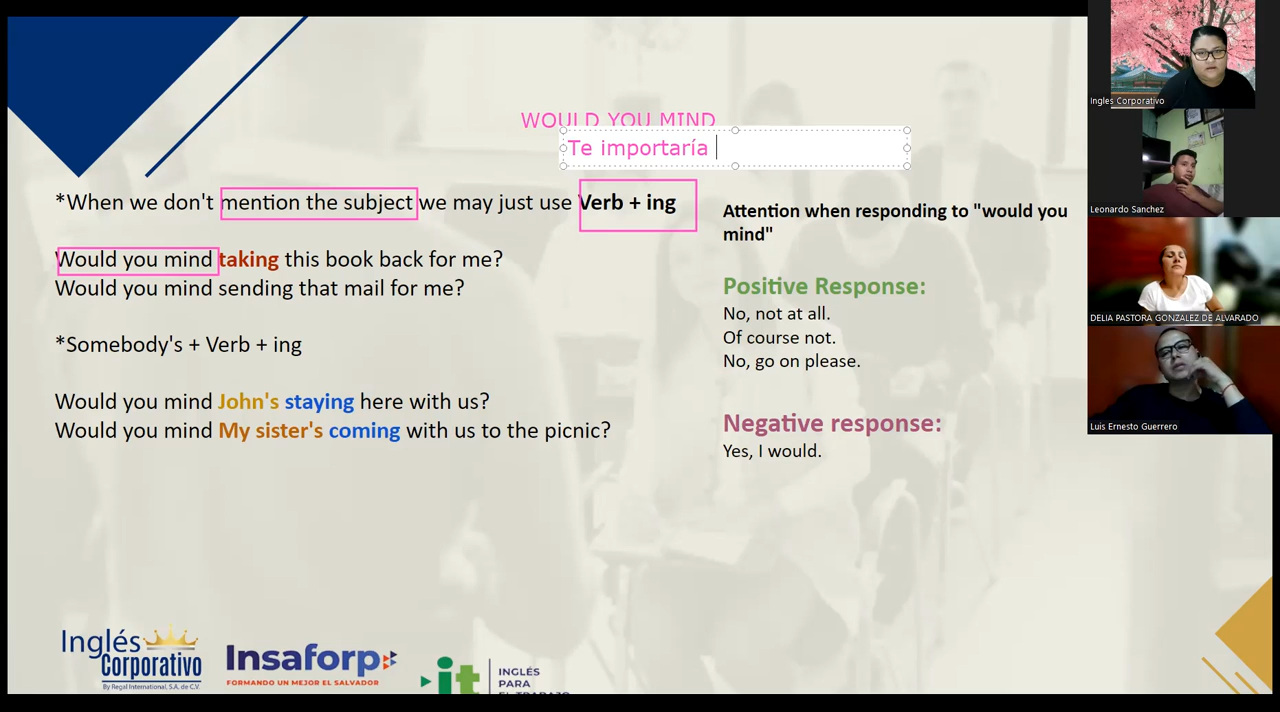 WOULD YOU MIND
Te importaría
*When we don't mention the subject we may just use Verb + ing
Would you mind taking this book back for me?
Would you mind sending that mail for me?
*Somebody's + Verb + ing
Would you mind John's staying here with us?
Would you mind My sister's coming with us to the picnic?
Attention when responding to "would you
mind"
Positive Response:
No, not at all.
Of course not.
No, go on please.
Negative response:
Yes, I would.
Inglés
Corporativo
By Regal International, S.A. de C.V.
Insaforp
FORMANDO UN MEJOR EL SALVADOR
it
INGLÉS
PARA
EL TRABAJO
Ingles Corporativo
Leonardo Sanchez
DELIA PASTORA GONZALEZ DE ALVARADO
Luis Ernesto Guerrero